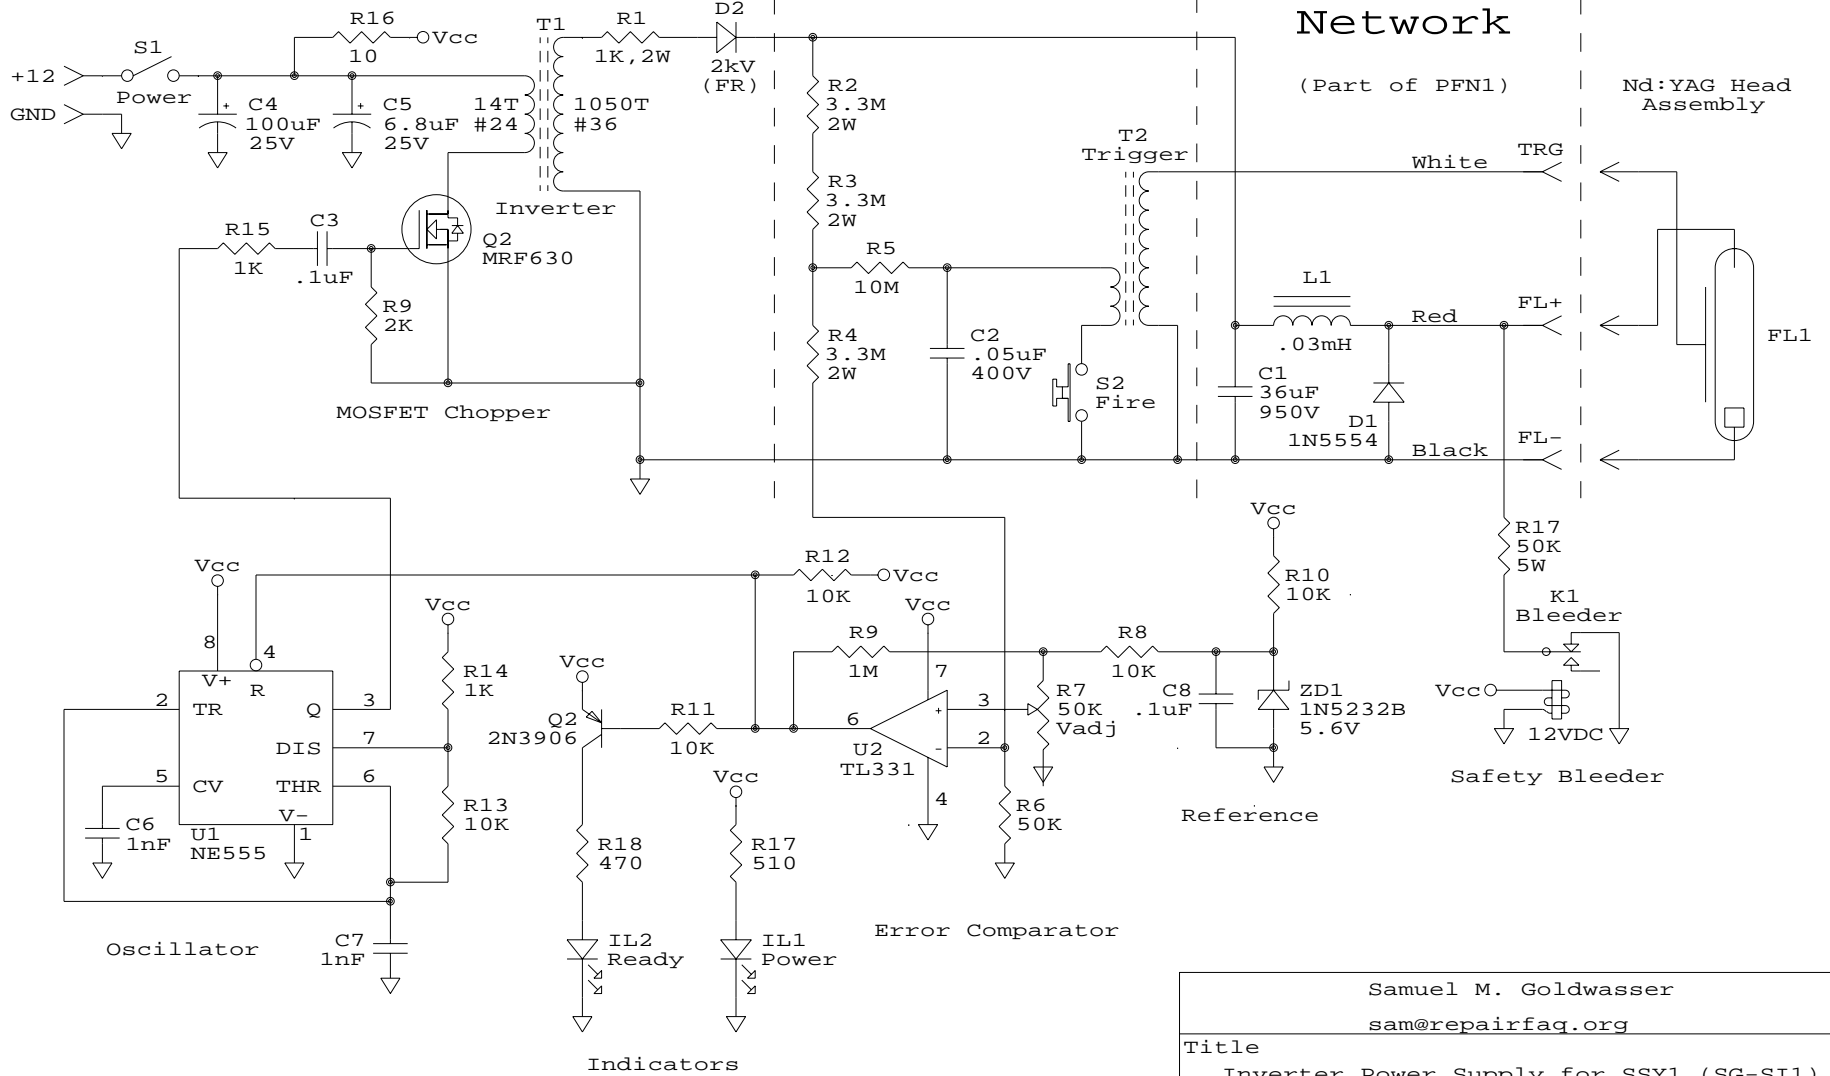 Network
(Part of PFN1)
Nd:YAG Head
Assembly
+12
GND
S1
Power
R16
10
Vcc
C4
100uF
25V
C5
6.8uF
25V
T1
14T
#24
1050T
#36
Inverter
R1
1K,2W
D2
2kV
(FR)
R2
3.3M
2W
R3
3.3M
2W
R5
10M
R4
3.3M
2W
C2
.05uF
400V
T2
Trigger
S2
Fire
White
TRG
L1
.03mH
Red
FL+
C1
36uF
950V
D1
1N5554
Black
FL-
FL1
R15
1K
C3
.1uF
Q2
MRF630
R9
2K
MOSFET Chopper
Vcc
8
4
V+
R
2
TR
Q
3
DIS
7
5
CV
THR
6
V-
1
U1
NE555
C6
1nF
C7
1nF
Oscillator
Vcc
R14
1K
R13
10K
R12
10K
Vcc
Vcc
Q2
2N3906
R11
10K
R18
470
IL2
Ready
Vcc
R17
510
IL1
Power
Indicators
R9
1M
Vcc
7
3
+
6
-
2
U2
TL331
4
R6
50K
Error Comparator
R7
50K
Vadj
R8
10K
Vcc
R10
10K
C8
.1uF
ZD1
1N5232B
5.6V
Reference
R17
50K
5W
K1
Bleeder
Vcc
12VDC
Safety Bleeder
Samuel M. Goldwasser
sam@repairfaq.org
Title
Inverter Power Supply for SSY1 (SG-SI1)